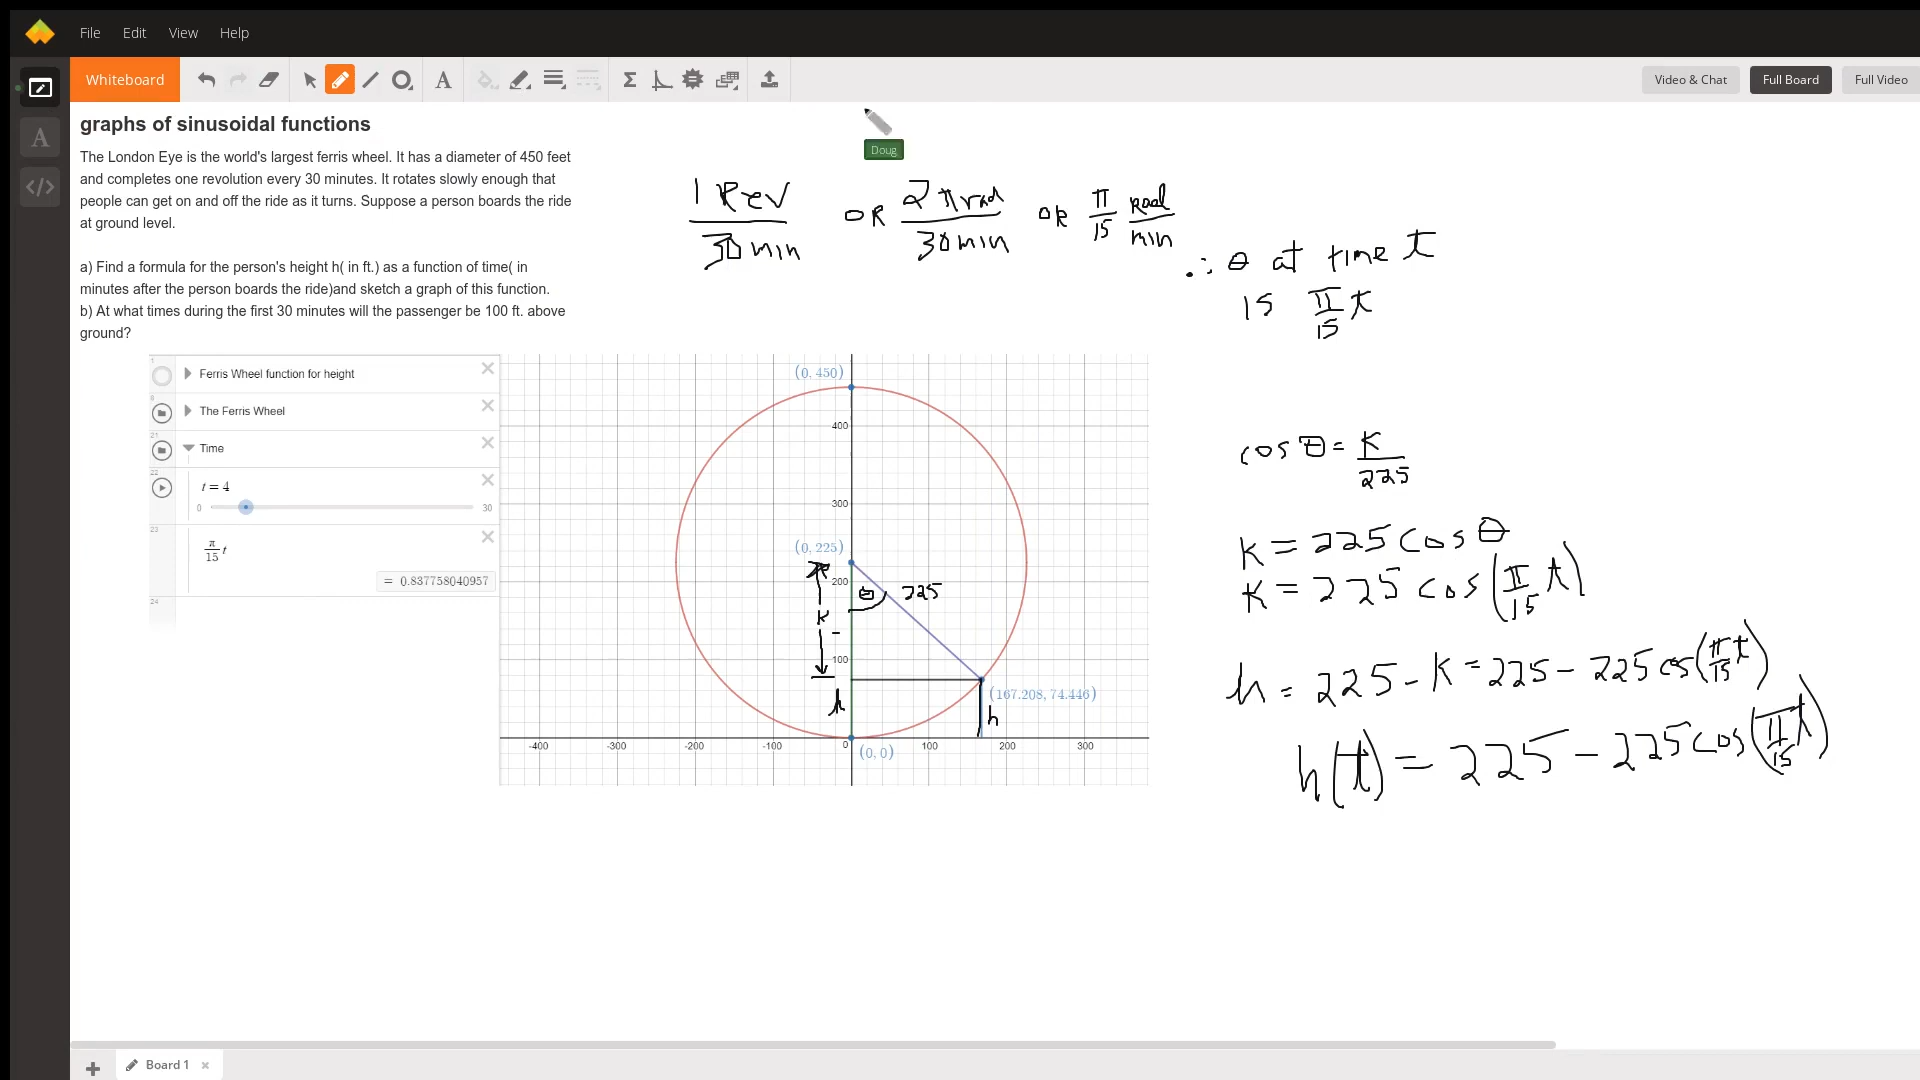 File Edit View Help
Whiteboard
Video & Chat Full Board Full Video
graphs of sinusoidal functions
The London Eye is the world's largest ferris wheel. It has a diameter of 450 feet
and completes one revolution every 30 minutes. It rotates slowly enough that
people can get on and off the ride as it turns. Suppose a person boards the ride
at ground level.
a) Find a formula for the person's height h( in ft.) as a function of time( in
minutes after the person boards the ride)and sketch a graph of this function.
b) At what times during the first 30 minutes will the passenger be 100 ft. above
ground?
Doug
1 Rev / 30 min OR 2π rad / 30 min OR π/15 rad/min
∴ θ at time t
is π/15 t
1
Ferris Wheel function for height
6
The Ferris Wheel
21
Time
22
t = 4
0 30
23
π/15 t
= 0.837758040957
24
(0, 450)
400
300
(0, 225)
200
θ 225
K
100
(167.208, 74.446)
h h
-400 -300 -200 -100 0 100 200 300
(0, 0)
cos θ = K/225
K = 225 cos θ
K = 225 cos(π/15 t)
h = 225 - K = 225 - 225 cos(π/15 t)
h(t) = 225 - 225 cos(π/15 t)
Board 1